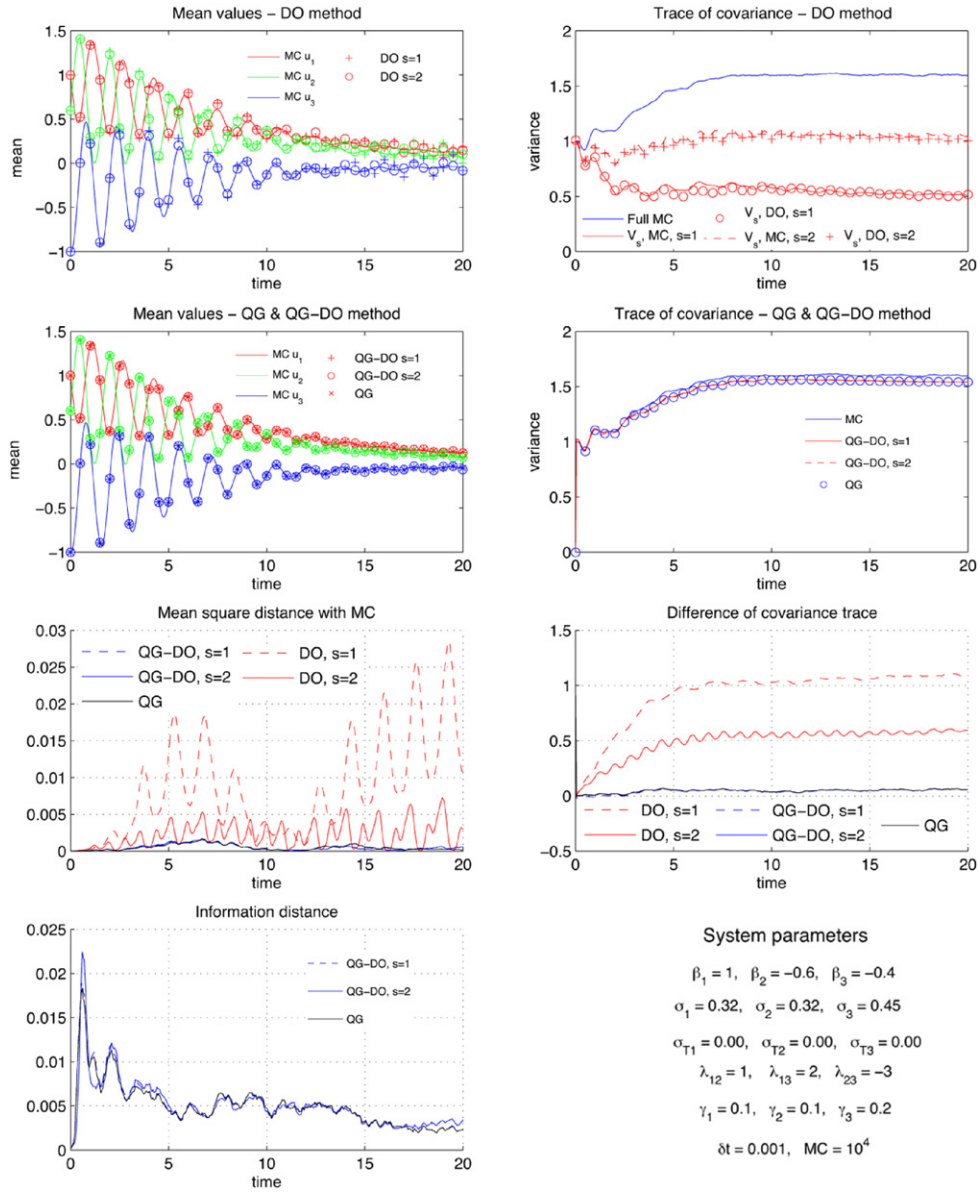 Mean values – DO method
1.5
1
0.5
0
−0.5
−1
mean
0
5
10
15
20
time
MC u1
MC u2
MC u3
DO s=1
DO s=2
Trace of covariance – DO method
2
1.5
1
0.5
0
variance
0
5
10
15
20
time
Full MC
Vs, DO, s=1
Vs, MC, s=1
Vs, MC, s=2
Vs, DO, s=2
Mean values – QG & QG–DO method
1.5
1
0.5
0
−0.5
−1
mean
0
5
10
15
20
time
MC u1
MC u2
MC u3
QG–DO s=1
QG–DO s=2
QG
Trace of covariance – QG & QG–DO method
2
1.5
1
0.5
0
variance
0
5
10
15
20
time
MC
QG–DO, s=1
QG–DO, s=2
QG
Mean square distance with MC
0.03
0.025
0.02
0.015
0.01
0.005
0
0
5
10
15
20
time
QG–DO, s=1
QG–DO, s=2
QG
DO, s=1
DO, s=2
Difference of covariance trace
1.5
1
0.5
0
−0.5
0
5
10
15
20
time
DO, s=1
DO, s=2
QG–DO, s=1
QG–DO, s=2
QG
Information distance
0.025
0.02
0.015
0.01
0.005
0
0
5
10
15
20
time
QG–DO, s=1
QG–DO, s=2
QG
System parameters
β1 = 1, β2 = −0.6, β3 = −0.4
σ1 = 0.32, σ2 = 0.32, σ3 = 0.45
σT1 = 0.00, σT2 = 0.00, σT3 = 0.00
λ12 = 1, λ13 = 2, λ23 = −3
γ1 = 0.1, γ2 = 0.1, γ3 = 0.2
δt = 0.001, MC = 10^4